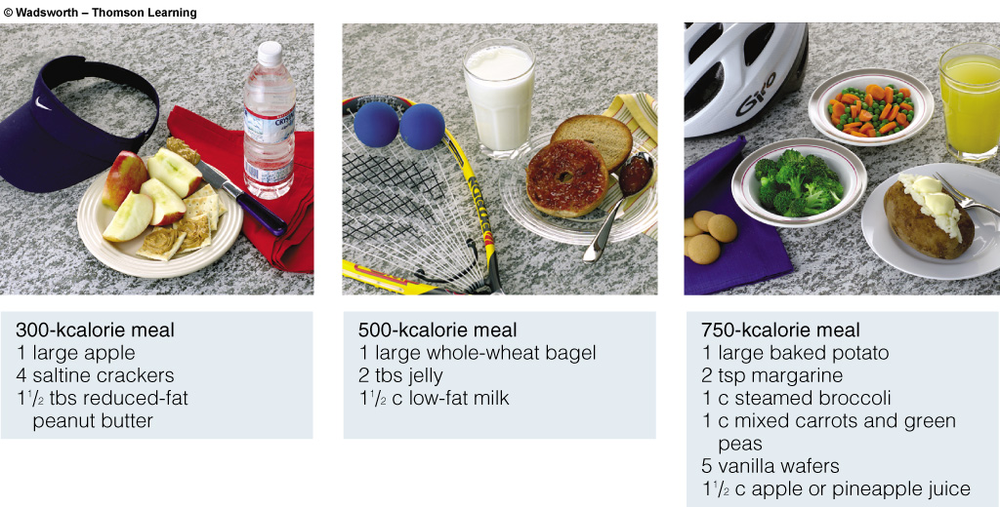 © Wadsworth – Thomson Learning
CRYSTAL
Giro
300-kcalorie meal
1 large apple
4 saltine crackers
1 1/2 tbs reduced-fat
peanut butter
500-kcalorie meal
1 large whole-wheat bagel
2 tbs jelly
1 1/2 c low-fat milk
750-kcalorie meal
1 large baked potato
2 tsp margarine
1 c steamed broccoli
1 c mixed carrots and green
peas
5 vanilla wafers
1 1/2 c apple or pineapple juice